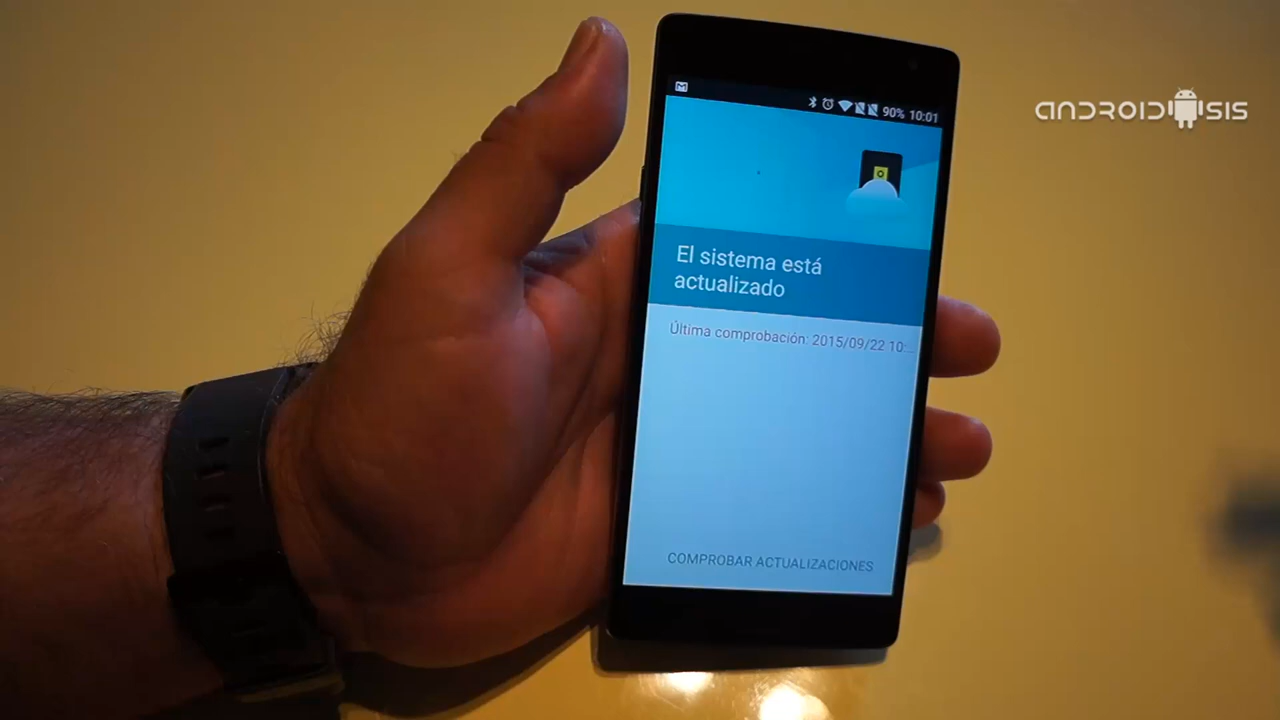 ANDROIDSIS
90% 10:01
El sistema está
actualizado
Última comprobación: 2015/09/22 10:...
COMPROBAR ACTUALIZACIONES